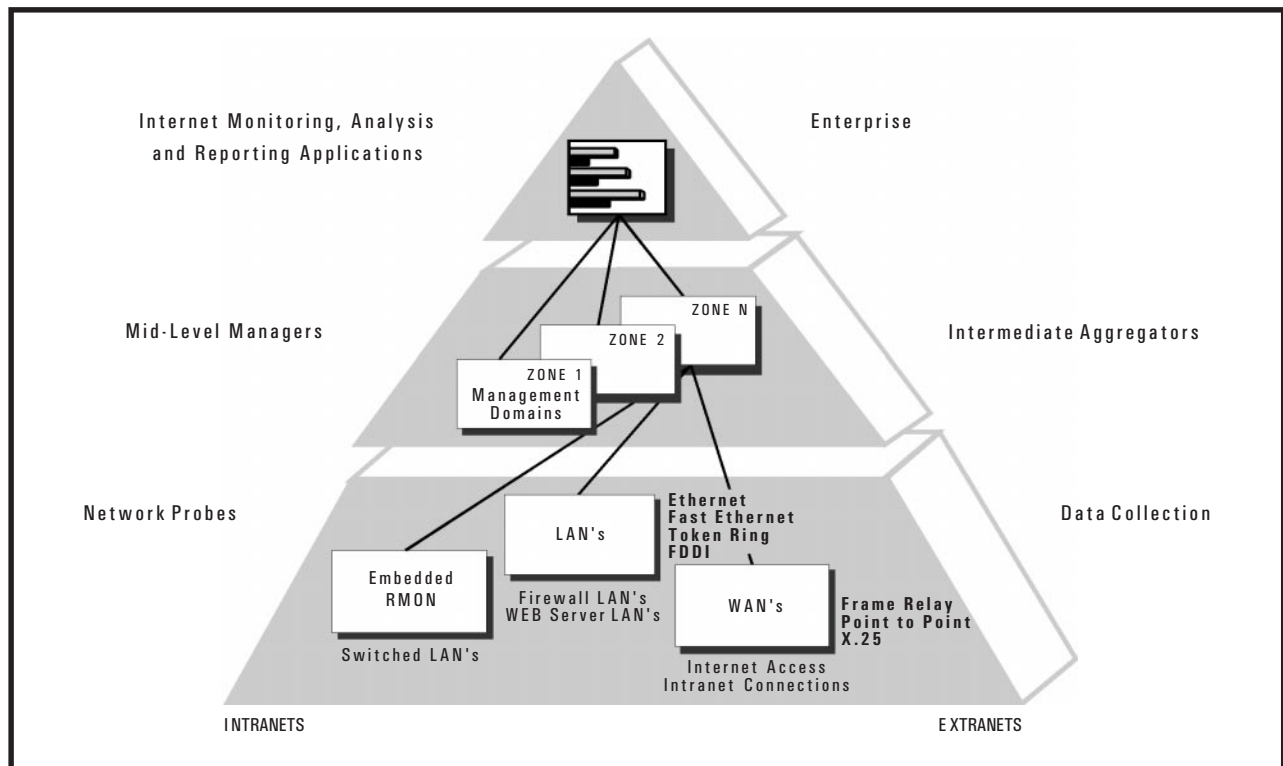 Internet Monitoring, Analysis
and Reporting Applications
Enterprise
Mid-Level Managers
ZONE N
ZONE 2
ZONE 1
Management
Domains
Intermediate Aggregators
Network Probes
LAN's
Ethernet
Fast Ethernet
Token Ring
FDDI
Data Collection
Embedded
RMON
Firewall LAN's
WEB Server LAN's
WAN's
Frame Relay
Point to Point
X.25
Switched LAN's
Internet Access
Intranet Connections
INTRANETS
EXTRANETS